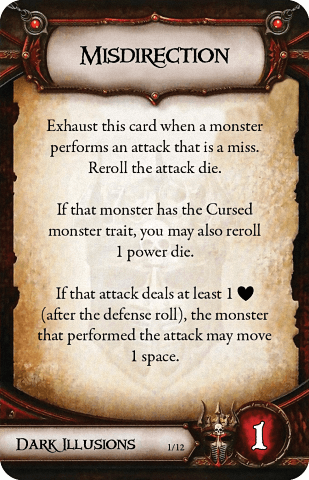 MISDIRECTION
Exhaust this card when a monster
performs an attack that is a miss.
Reroll the attack die.
If that monster has the Cursed
monster trait, you may also reroll
1 power die.
If that attack deals at least 1 ♥
(after the defense roll), the monster
that performed the attack may move
1 space.
DARK ILLUSIONS 1/12 1